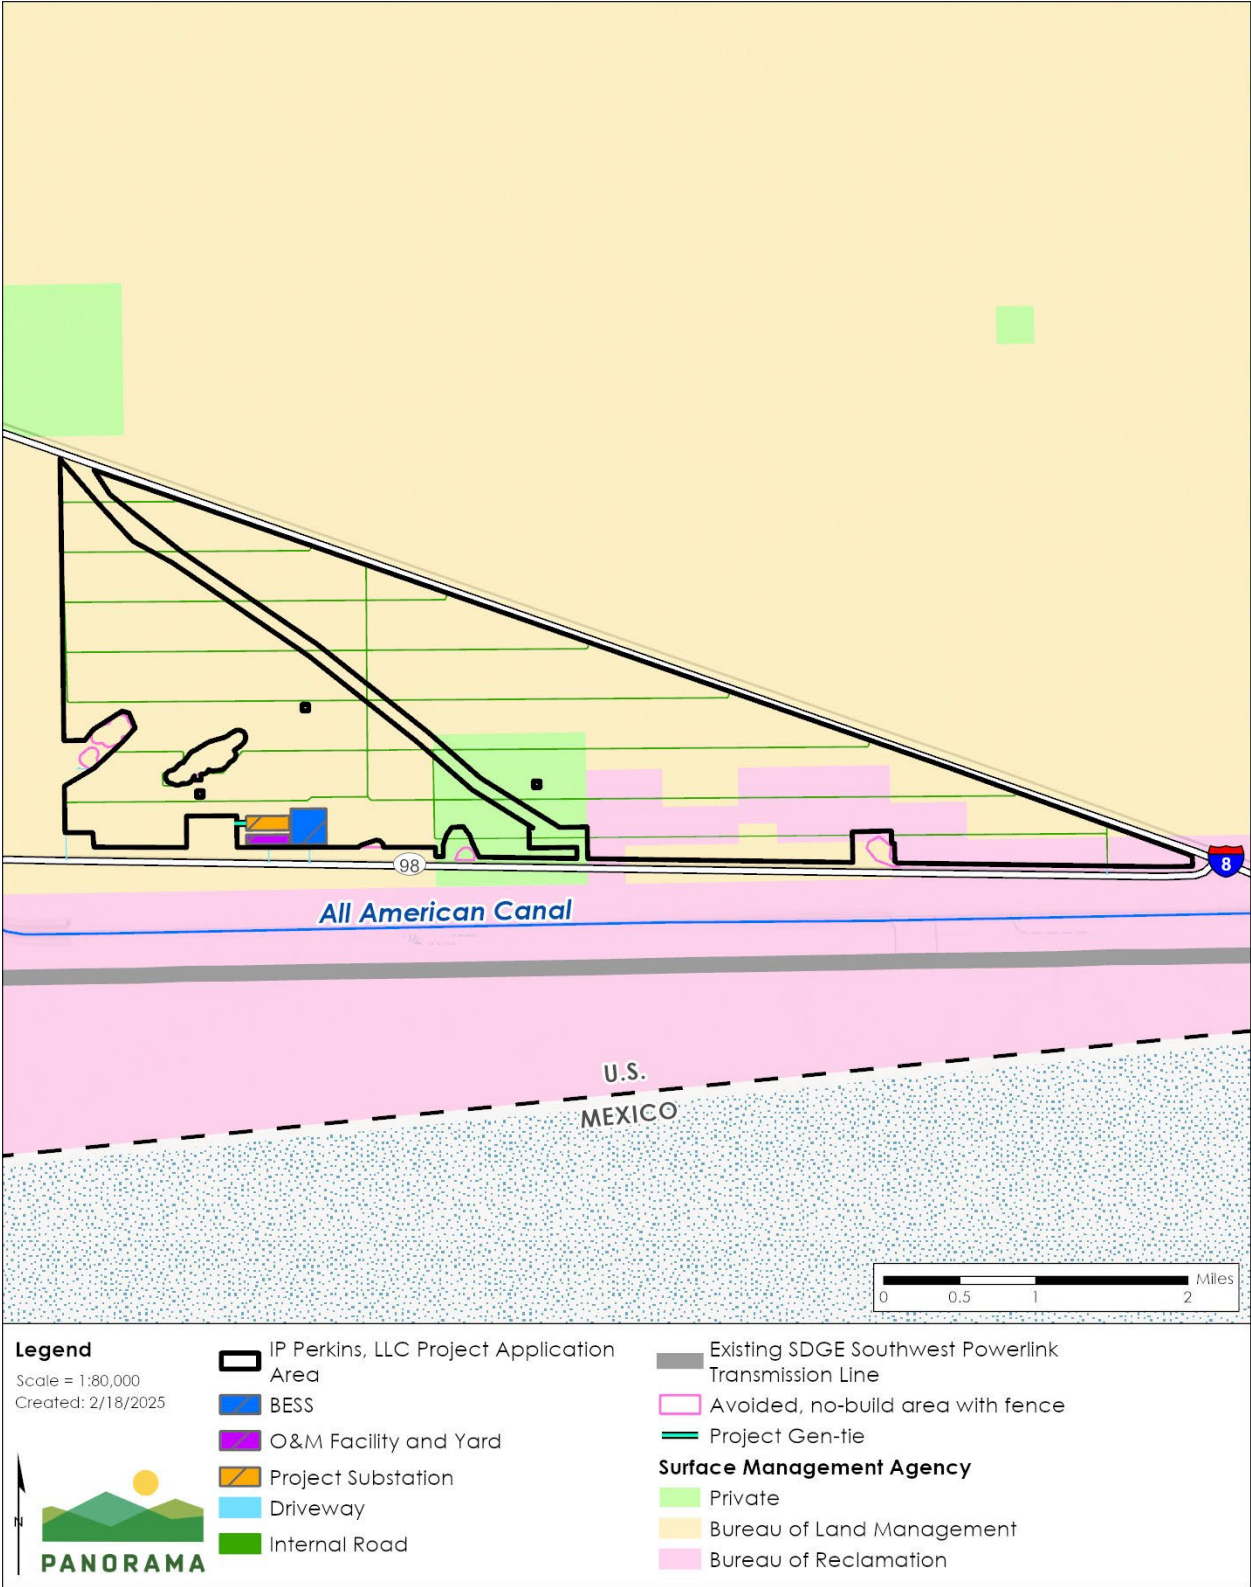 98
8
All American Canal
U.S.
MEXICO
Miles
0 0.5 1 2
Legend
Scale = 1:80,000
Created: 2/18/2025
N
PANORAMA
IP Perkins, LLC Project Application
Area
BESS
O&M Facility and Yard
Project Substation
Driveway
Internal Road
Existing SDGE Southwest Powerlink
Transmission Line
Avoided, no-build area with fence
Project Gen-tie
Surface Management Agency
Private
Bureau of Land Management
Bureau of Reclamation